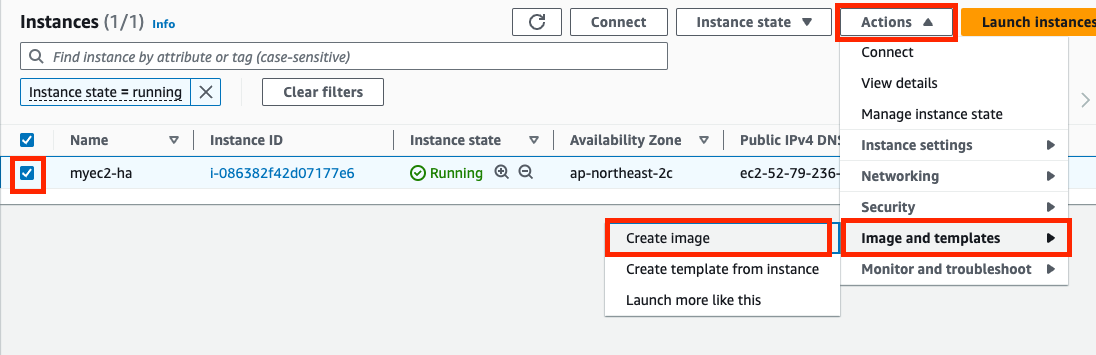 Instances (1/1) Info
Connect
Instance state
Actions
Launch instances
Find instance by attribute or tag (case-sensitive)
Instance state = running
Clear filters
Name
Instance ID
Instance state
Availability Zone
Public IPv4 DNS
myec2-ha
i-086382f42d07177e6
Running
ap-northeast-2c
ec2-52-79-236-
Connect
View details
Manage instance state
Instance settings
Networking
Security
Image and templates
Monitor and troubleshoot
Create image
Create template from instance
Launch more like this